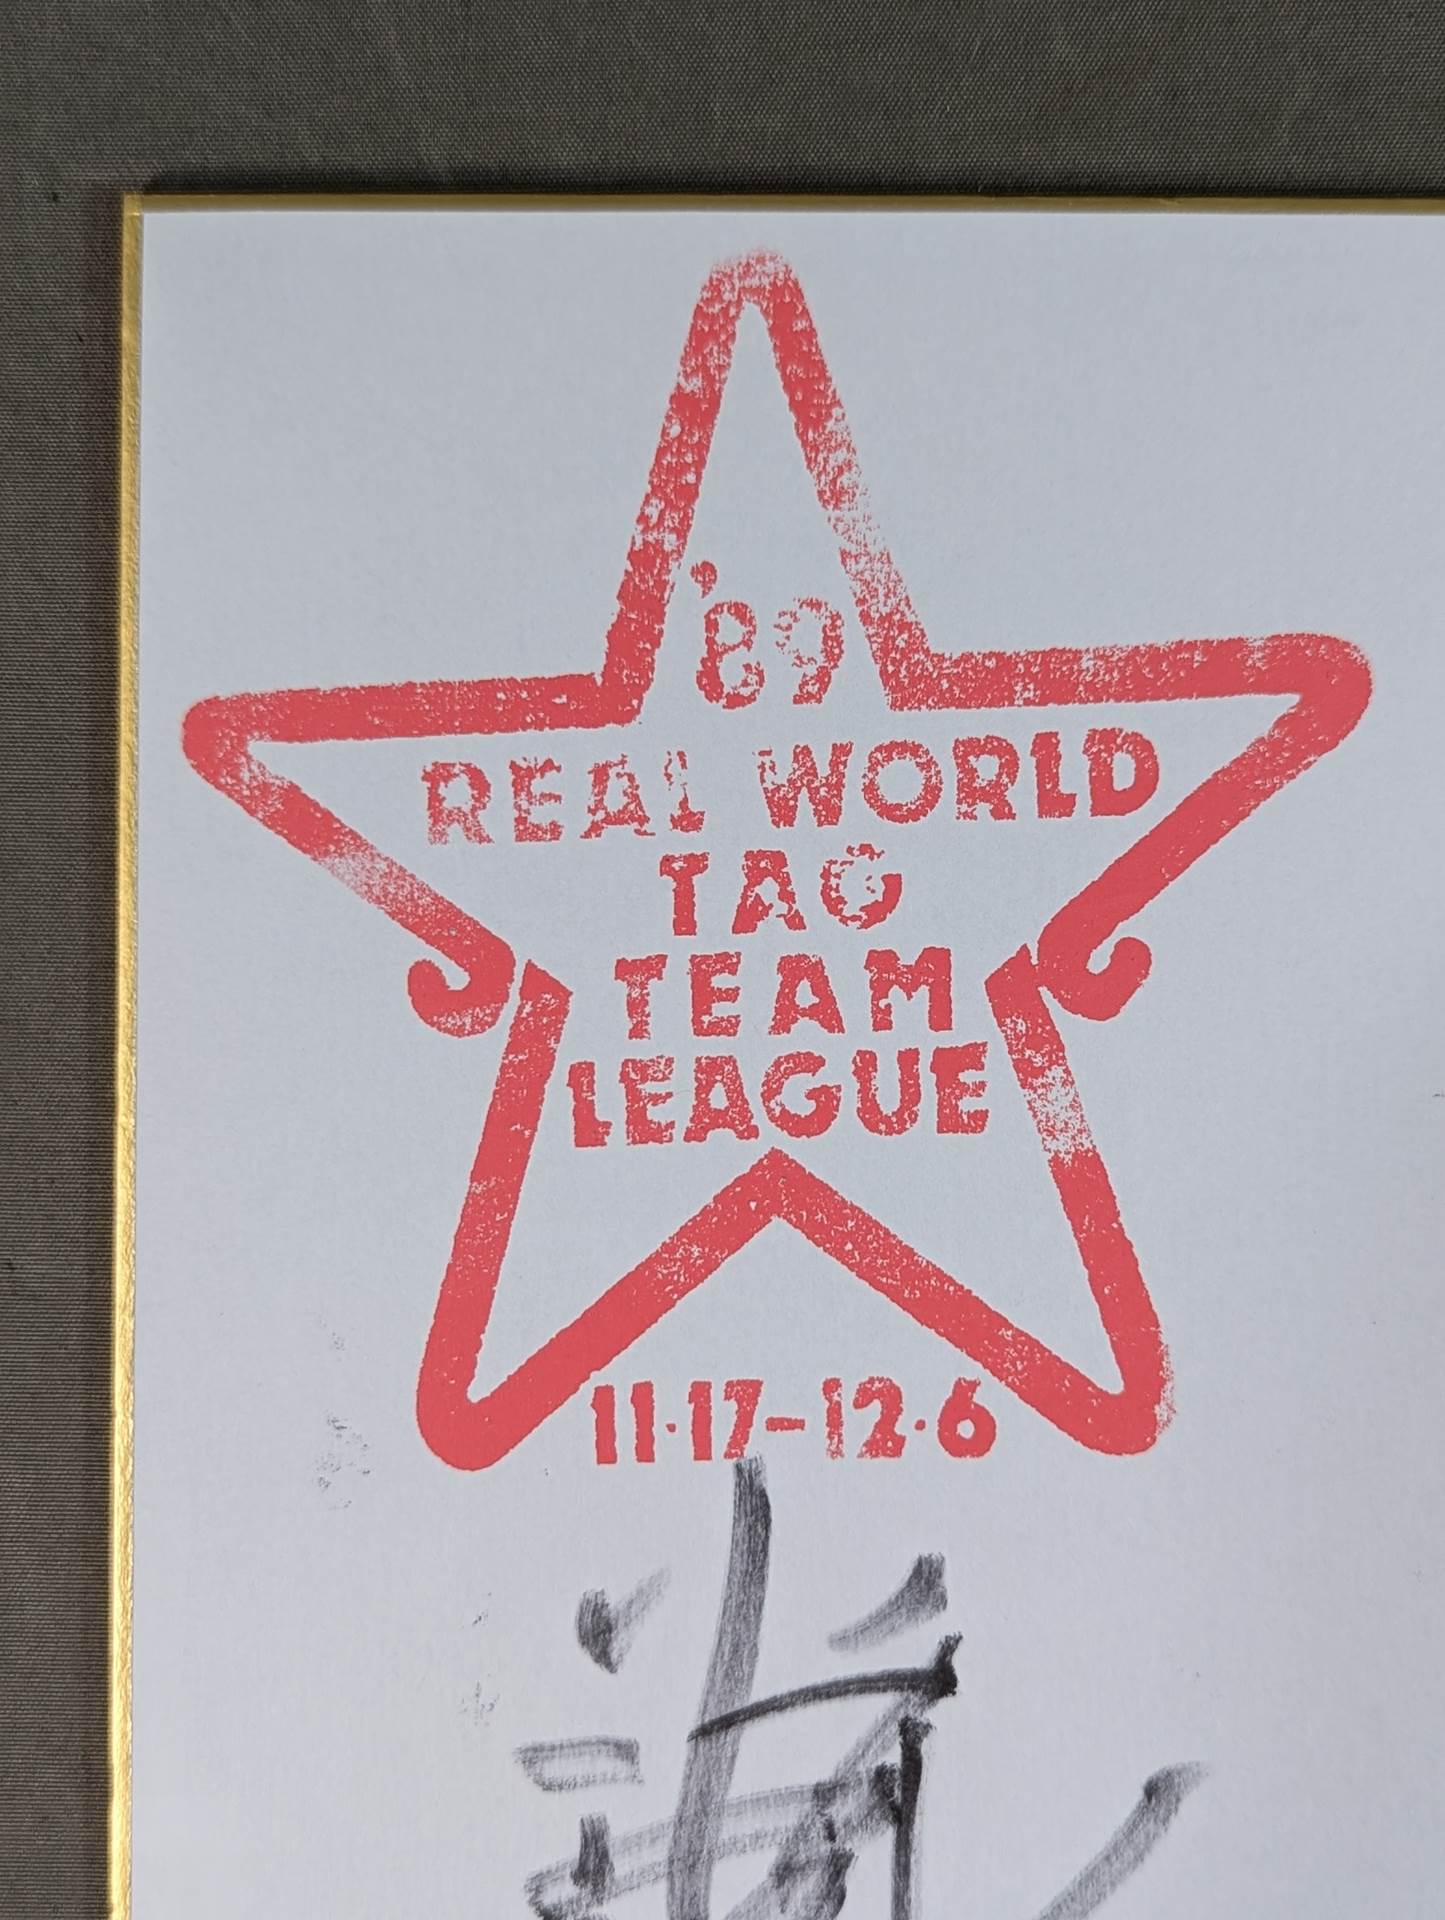 '89
REAL WORLD
TAG
TEAM
LEAGUE
11·17-12·6